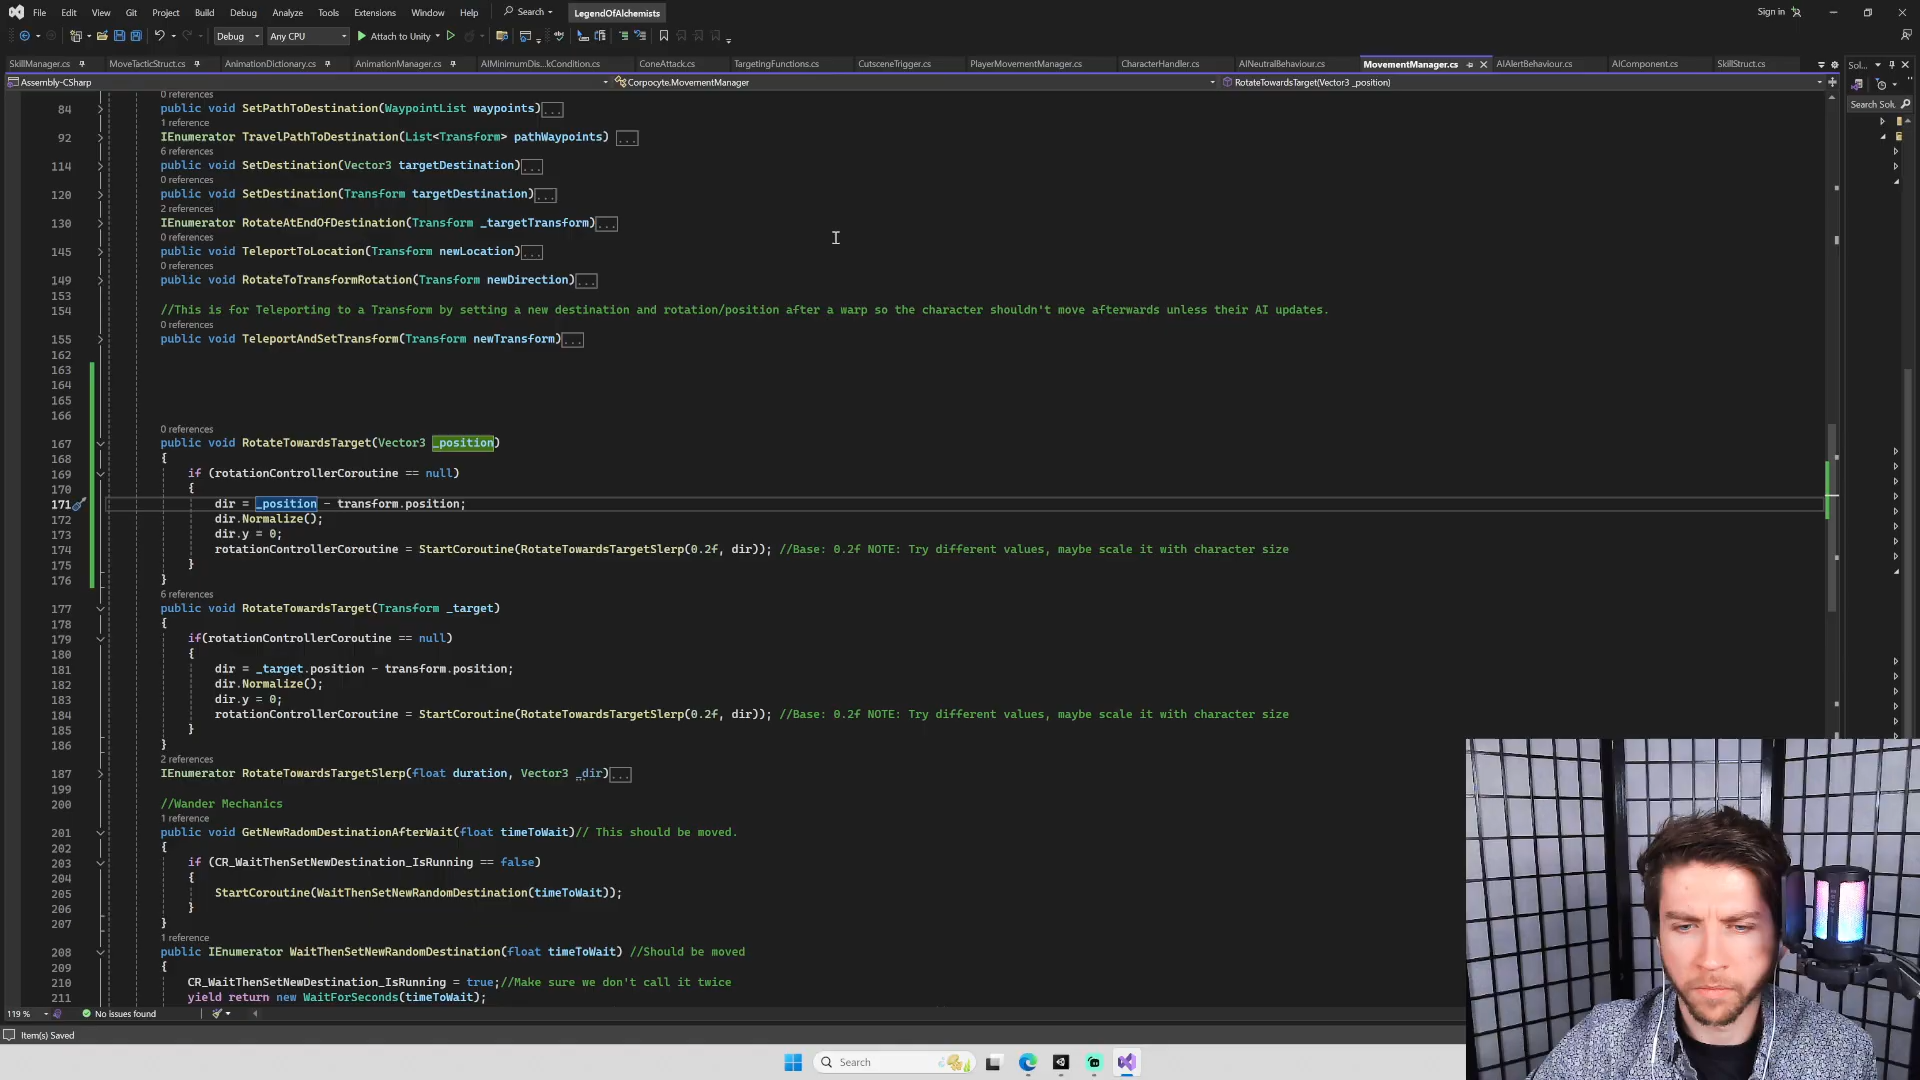 File Edit View Git Project Build Debug Analyze Tools Extensions Window Help Search LegendOfAlchemists Sign in
Debug Any CPU Attach to Unity
SkillManager.cs MoveTacticStruct.cs AnimationDictionary.cs AnimationManager.cs AIMinimumDis...kCondition.cs ConeAttack.cs TargetingFunctions.cs CutsceneTrigger.cs PlayerMovementManager.cs CharacterHandler.cs AINeutralBehaviour.cs MovementManager.cs AIAlertBehaviour.cs AIComponent.cs SkillStruct.cs Sol...
Assembly-CSharp Corpocyte.MovementManager RotateTowardsTarget(Vector3 _position)
Search Solu
0 references
84 public void SetPathToDestination(WaypointList waypoints)...
1 reference
92 IEnumerator TravelPathToDestination(List<Transform> pathWaypoints) ...
6 references
114 public void SetDestination(Vector3 targetDestination)...
0 references
120 public void SetDestination(Transform targetDestination)...
2 references
130 IEnumerator RotateAtEndOfDestination(Transform _targetTransform)...
0 references
145 public void TeleportToLocation(Transform newLocation)...
0 references
149 public void RotateToTransformRotation(Transform newDirection)...
153
154 //This is for Teleporting to a Transform by setting a new destination and rotation/position after a warp so the character shouldn't move afterwards unless their AI updates.
0 references
155 public void TeleportAndSetTransform(Transform newTransform)...
162
163
164
165
166
0 references
167 public void RotateTowardsTarget(Vector3 _position)
168 {
169 if (rotationControllerCoroutine == null)
170 {
171 dir = _position - transform.position;
172 dir.Normalize();
173 dir.y = 0;
174 rotationControllerCoroutine = StartCoroutine(RotateTowardsTargetSlerp(0.2f, dir)); //Base: 0.2f NOTE: Try different values, maybe scale it with character size
175 }
176 }
6 references
177 public void RotateTowardsTarget(Transform _target)
178 {
179 if(rotationControllerCoroutine == null)
180 {
181 dir = _target.position - transform.position;
182 dir.Normalize();
183 dir.y = 0;
184 rotationControllerCoroutine = StartCoroutine(RotateTowardsTargetSlerp(0.2f, dir)); //Base: 0.2f NOTE: Try different values, maybe scale it with character size
185 }
186 }
2 references
187 IEnumerator RotateTowardsTargetSlerp(float duration, Vector3 _dir)...
199
200 //Wander Mechanics
1 reference
201 public void GetNewRadomDestinationAfterWait(float timeToWait)// This should be moved.
202 {
203 if (CR_WaitThenSetNewDestination_IsRunning == false)
204 {
205 StartCoroutine(WaitThenSetNewRandomDestination(timeToWait));
206 }
207 }
1 reference
208 public IEnumerator WaitThenSetNewRandomDestination(float timeToWait) //Should be moved
209 {
210 CR_WaitThenSetNewDestination_IsRunning = true;//Make sure we don't call it twice
211 yield return new WaitForSeconds(timeToWait);
119 % No issues found
Item(s) Saved
Search